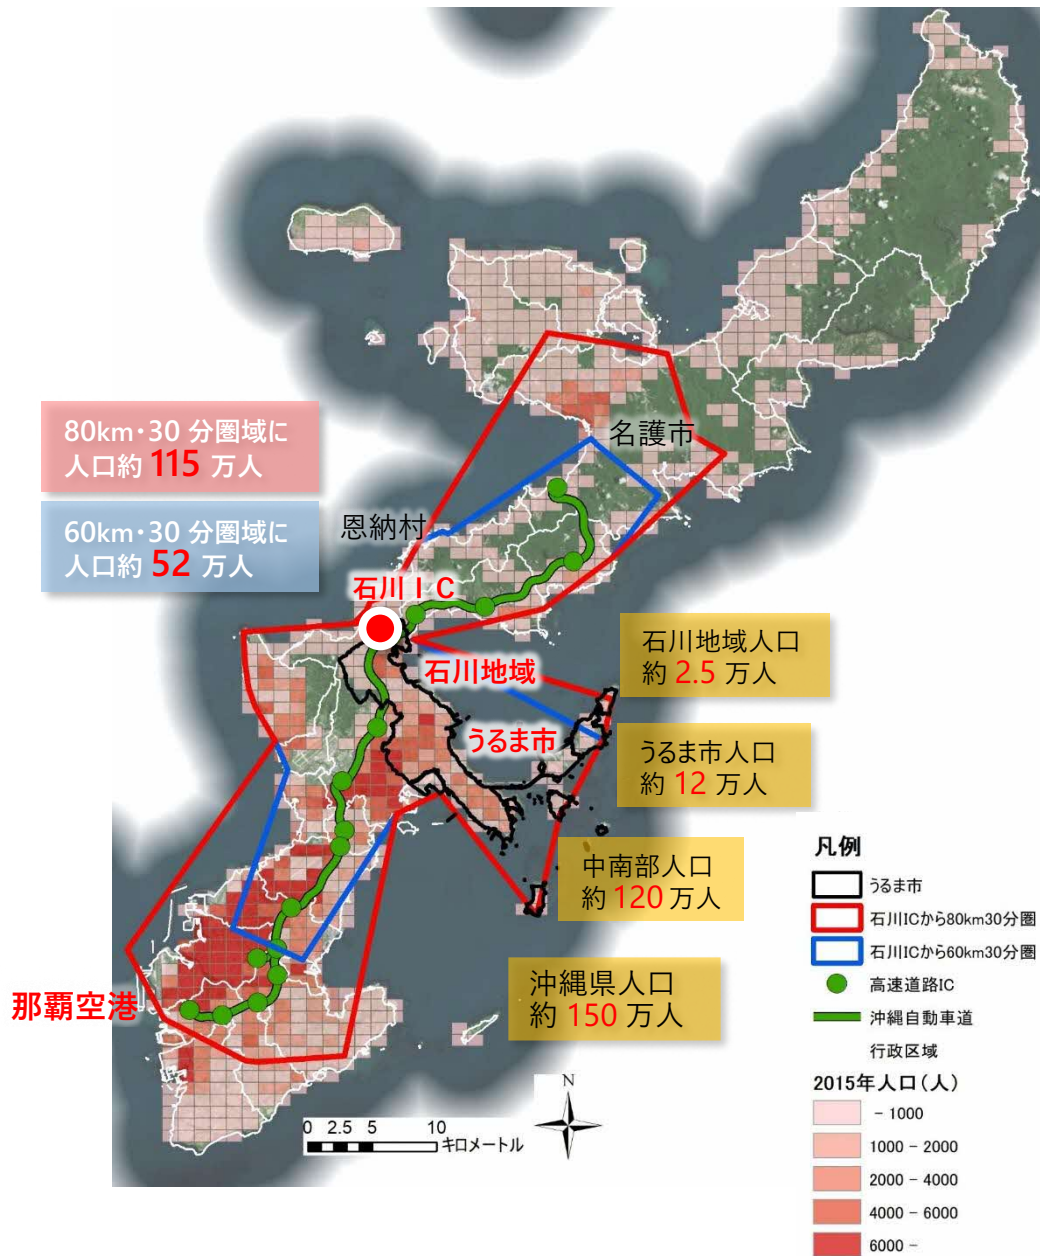 80km・30 分圏域に
人口約 115 万人
60km・30 分圏域に
人口約 52 万人
名護市
恩納村
石川ＩＣ
石川地域
うるま市
那覇空港
石川地域人口
約 2.5 万人
うるま市人口
約 12 万人
中南部人口
約 120 万人
沖縄県人口
約 150 万人
N
0 2.5 5 10
キロメートル
凡例
うるま市
石川ICから80km30分圏
石川ICから60km30分圏
高速道路IC
沖縄自動車道
行政区域
2015年人口(人)
- 1000
1000 - 2000
2000 - 4000
4000 - 6000
6000 -